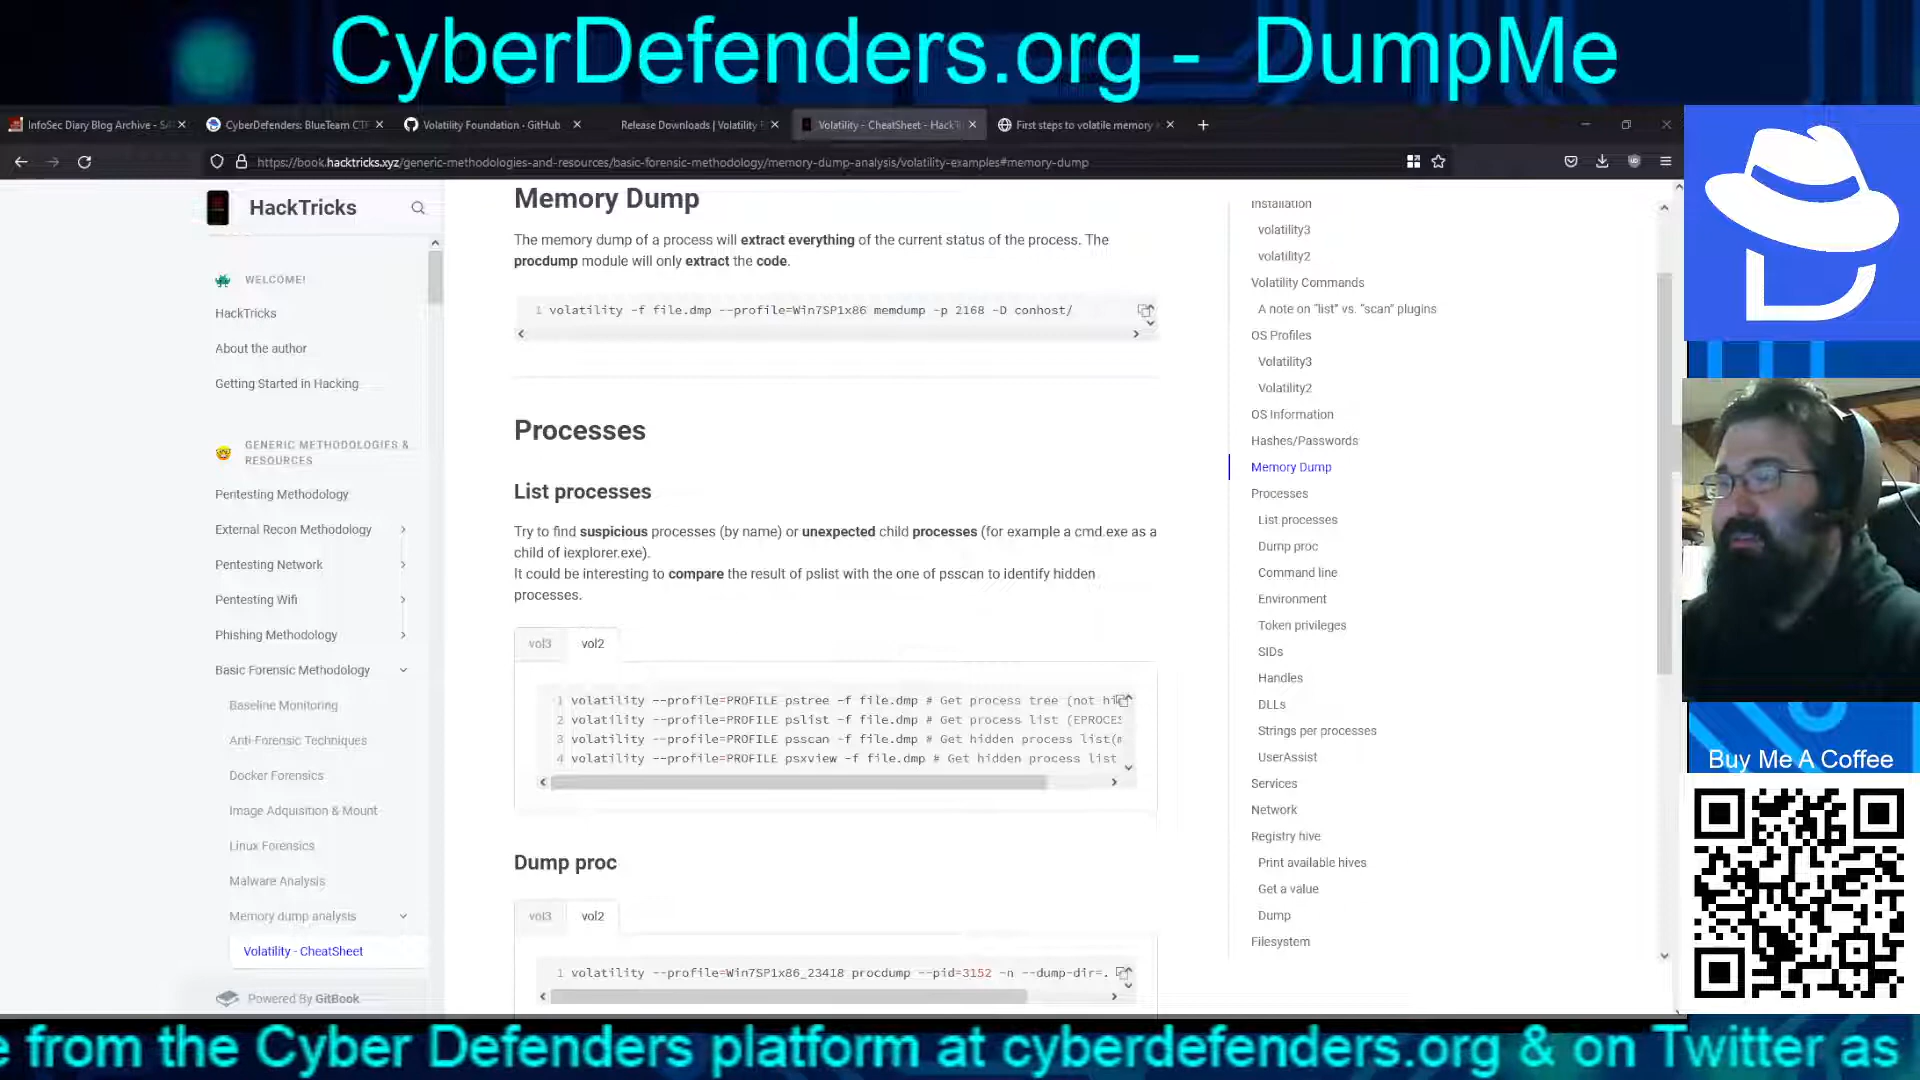 CyberDefenders.org - DumpMe
InfoSec Diary Blog Archive - SA
CyberDefenders: BlueTeam CTF
Volatility Foundation · GitHub
Release Downloads | Volatility F
Volatility - CheatSheet - HackT
First steps to volatile memory
https://book.hacktricks.xyz/generic-methodologies-and-resources/basic-forensic-methodology/memory-dump-analysis/volatility-examples#memory-dump
HackTricks
WELCOME!
HackTricks
About the author
Getting Started in Hacking
GENERIC METHODOLOGIES &
RESOURCES
Pentesting Methodology
External Recon Methodology
Pentesting Network
Pentesting Wifi
Phishing Methodology
Basic Forensic Methodology
Baseline Monitoring
Anti-Forensic Techniques
Docker Forensics
Image Adquisition & Mount
Linux Forensics
Malware Analysis
Memory dump analysis
Volatility - CheatSheet
Powered By GitBook
Memory Dump
The memory dump of a process will extract everything of the current status of the process. The
procdump module will only extract the code.
1 volatility -f file.dmp --profile=Win7SP1x86 memdump -p 2168 -D conhost/
Processes
List processes
Try to find suspicious processes (by name) or unexpected child processes (for example a cmd.exe as a
child of iexplorer.exe).
It could be interesting to compare the result of pslist with the one of psscan to identify hidden
processes.
vol3 vol2
1 volatility --profile=PROFILE pstree -f file.dmp # Get process tree (not hi
2 volatility --profile=PROFILE pslist -f file.dmp # Get process list (EPROCES
3 volatility --profile=PROFILE psscan -f file.dmp # Get hidden process list(m
4 volatility --profile=PROFILE psxview -f file.dmp # Get hidden process list
Dump proc
vol3 vol2
1 volatility --profile=Win7SP1x86_23418 procdump --pid=3152 -n --dump-dir=.
Installation
volatility3
volatility2
Volatility Commands
A note on "list" vs. "scan" plugins
OS Profiles
Volatility3
Volatility2
OS Information
Hashes/Passwords
Memory Dump
Processes
List processes
Dump proc
Command line
Environment
Token privileges
SIDs
Handles
DLLs
Strings per processes
UserAssist
Services
Network
Registry hive
Print available hives
Get a value
Dump
Filesystem
Buy Me A Coffee
e from the Cyber Defenders platform at cyberdefenders.org & on Twitter as